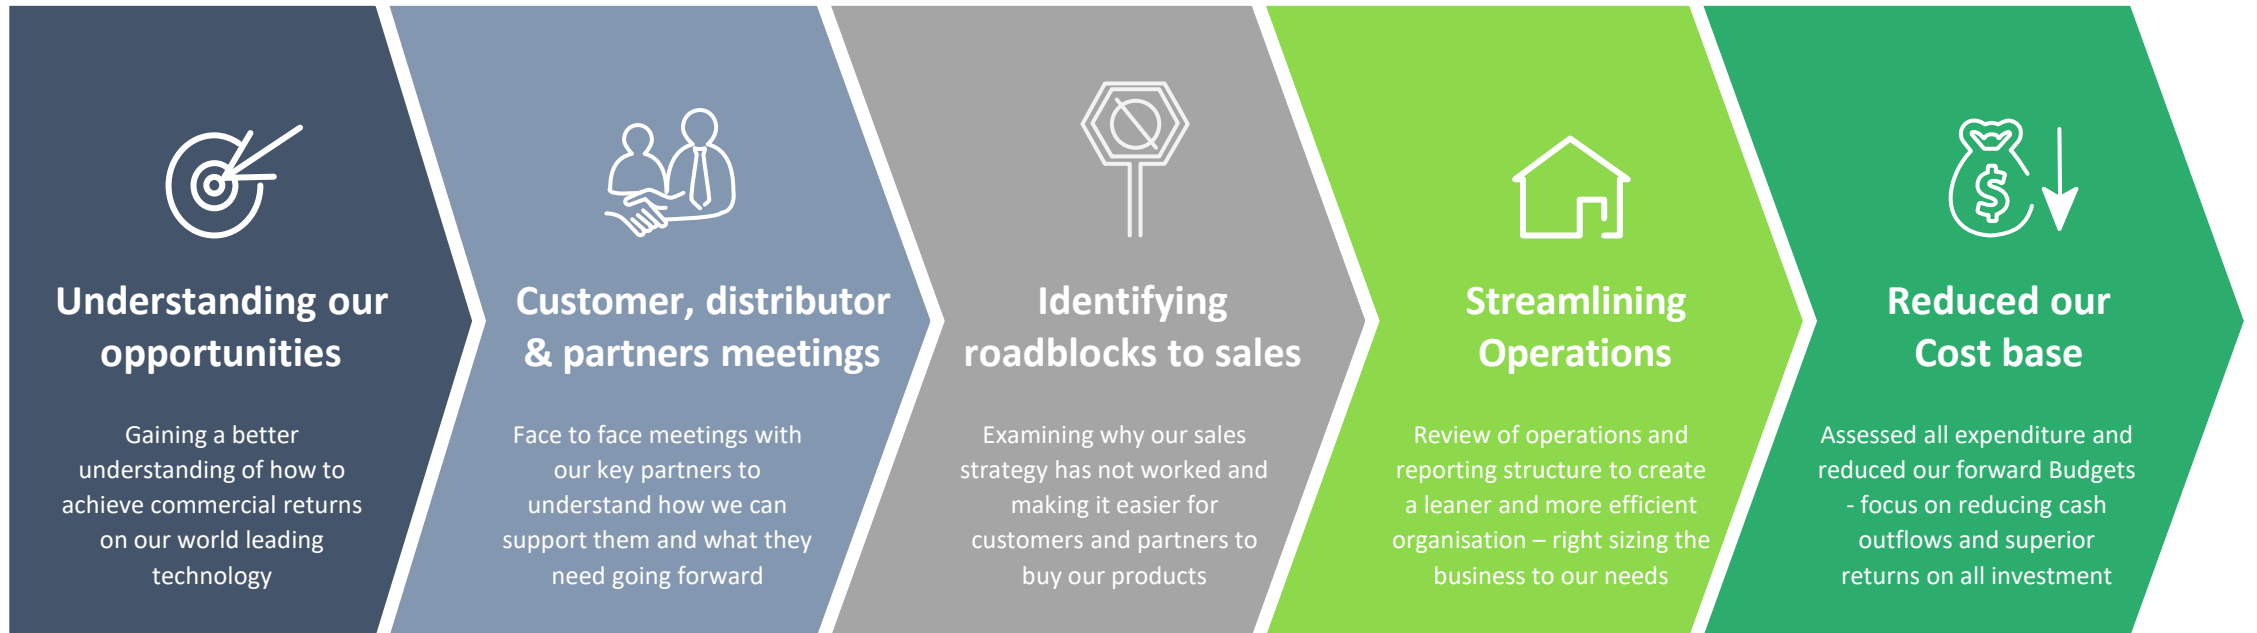 Understanding our
opportunities
Gaining a better
understanding of how to
achieve commercial returns
on our world leading
technology
Customer, distributor
& partners meetings
Face to face meetings with
our key partners to
understand how we can
support them and what they
need going forward
Identifying
roadblocks to sales
Examining why our sales
strategy has not worked and
making it easier for
customers and partners to
buy our products
Streamlining
Operations
Review of operations and
reporting structure to create
a leaner and more efficient
organisation – right sizing the
business to our needs
$
Reduced our
Cost base
Assessed all expenditure and
reduced our forward Budgets
- focus on reducing cash
outflows and superior
returns on all investment